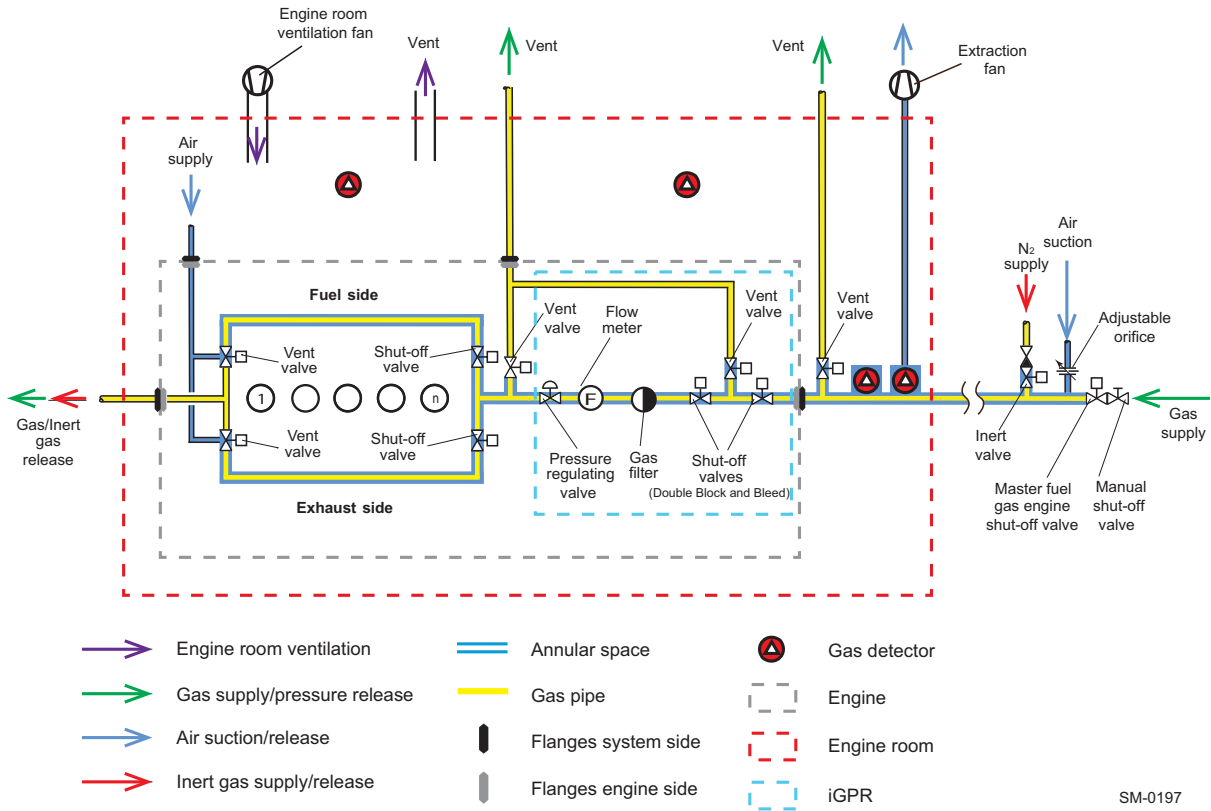 Engine room
ventilation fan
Vent
Vent
Vent
Extraction
fan
Air
supply
N2
supply
Air
suction
Adjustable
orifice
Fuel side
Vent
valve
Flow
meter
Vent
valve
Vent
valve
Vent
valve
Shut-off
valve
1
n
F
Gas/Inert
gas
release
Vent
valve
Shut-off
valve
Pressure
regulating
valve
Gas
filter
Shut-off
valves
(Double Block and Bleed)
Inert
valve
Gas
supply
Master fuel
gas engine
shut-off valve
Manual
shut-off
valve
Exhaust side
Engine room ventilation
Gas supply/pressure release
Air suction/release
Inert gas supply/release
Annular space
Gas pipe
Flanges system side
Flanges engine side
Gas detector
Engine
Engine room
iGPR
SM-0197